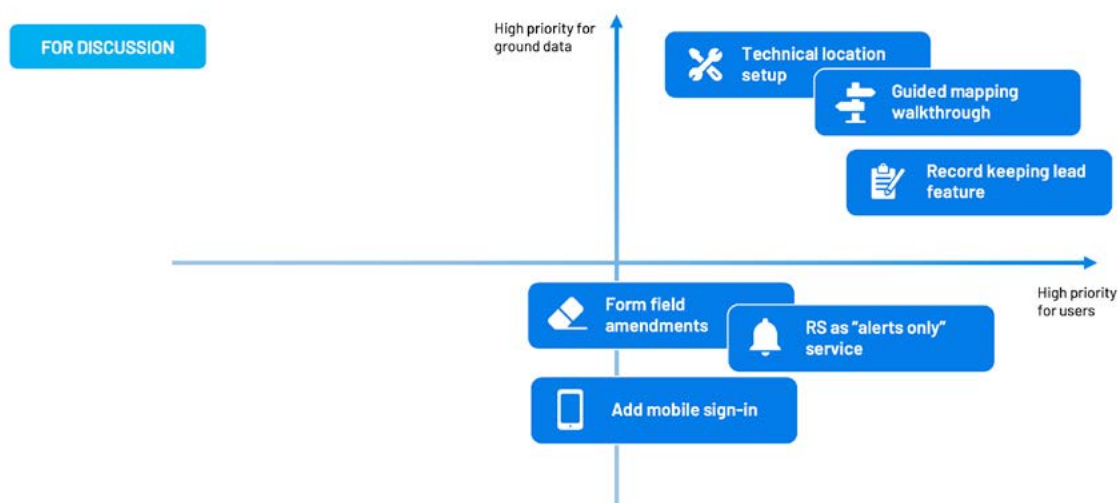 FOR DISCUSSION
High priority for
ground data
Technical location
setup
Guided mapping
walkthrough
Record keeping lead
feature
High priority
for users
Form field
amendments
RS as “alerts only”
service
Add mobile sign-in